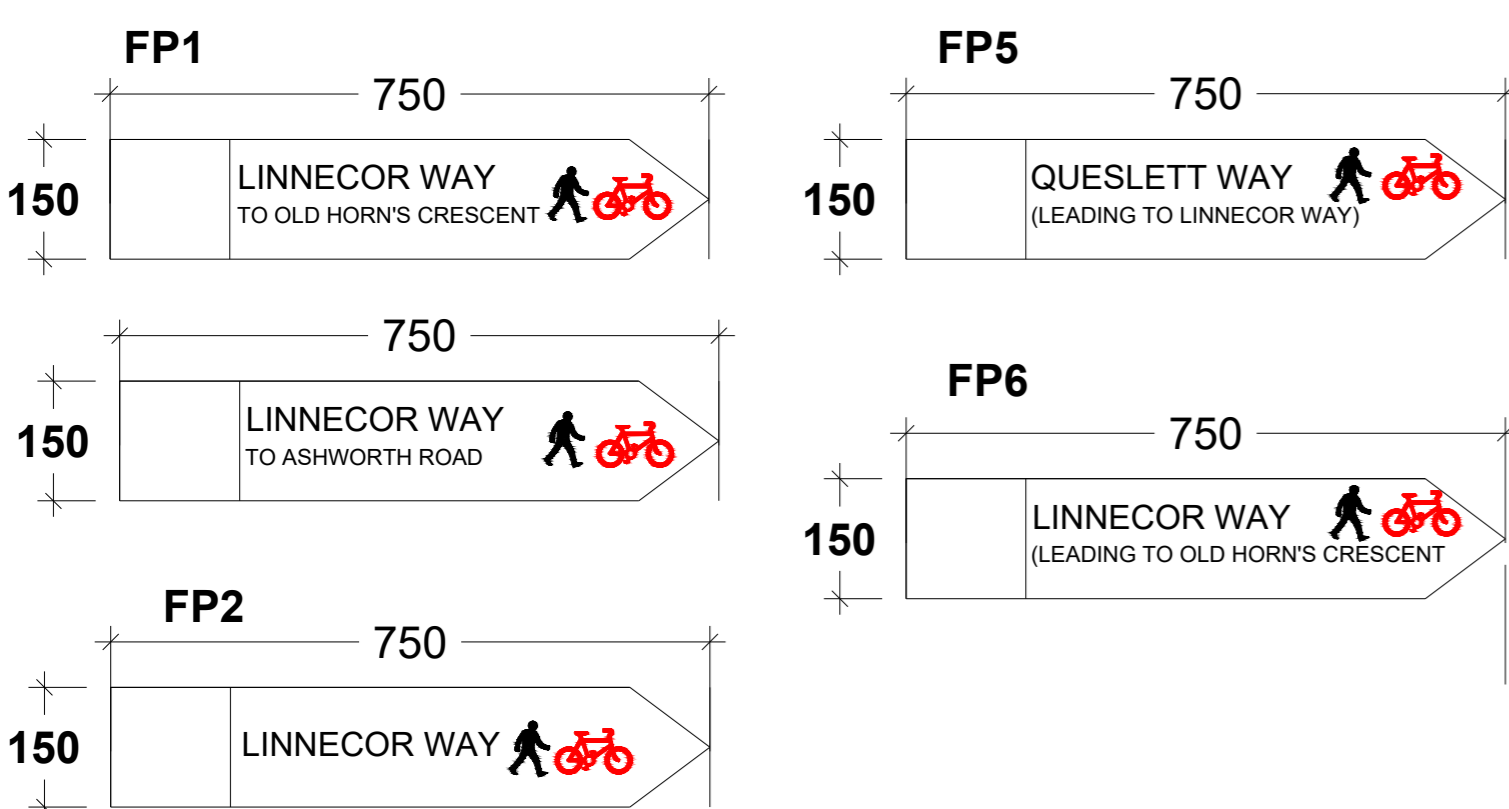 FP1
750
150
LINNECOR WAY
TO OLD HORN'S CRESCENT
750
150
LINNECOR WAY
TO ASHWORTH ROAD
FP2
750
150
LINNECOR WAY
FP5
750
150
QUESLETT WAY
(LEADING TO LINNECOR WAY)
FP6
750
150
LINNECOR WAY
(LEADING TO OLD HORN'S CRESCENT